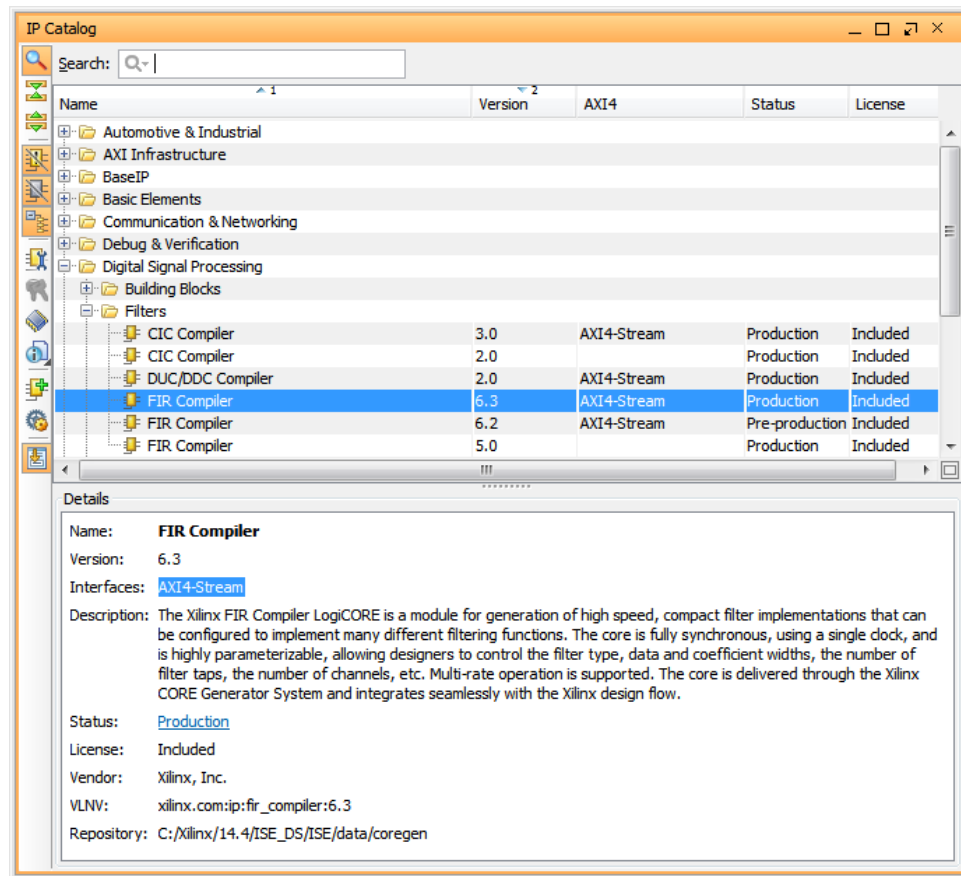 IP Catalog
Search:
Name 1 Version 2 AXI4 Status License
Automotive & Industrial
AXI Infrastructure
BaseIP
Basic Elements
Communication & Networking
Debug & Verification
Digital Signal Processing
Building Blocks
Filters
CIC Compiler 3.0 AXI4-Stream Production Included
CIC Compiler 2.0 Production Included
DUC/DDC Compiler 2.0 AXI4-Stream Production Included
FIR Compiler 6.3 AXI4-Stream Production Included
FIR Compiler 6.2 AXI4-Stream Pre-production Included
FIR Compiler 5.0 Production Included
Details
Name: FIR Compiler
Version: 6.3
Interfaces: AXI4-Stream
Description: The Xilinx FIR Compiler LogiCORE is a module for generation of high speed, compact filter implementations that can
be configured to implement many different filtering functions. The core is fully synchronous, using a single clock, and
is highly parameterizable, allowing designers to control the filter type, data and coefficient widths, the number of
filter taps, the number of channels, etc. Multi-rate operation is supported. The core is delivered through the Xilinx
CORE Generator System and integrates seamlessly with the Xilinx design flow.
Status: Production
License: Included
Vendor: Xilinx, Inc.
VLNV: xilinx.com:ip:fir_compiler:6.3
Repository: C:/Xilinx/14.4/ISE_DS/ISE/data/coregen